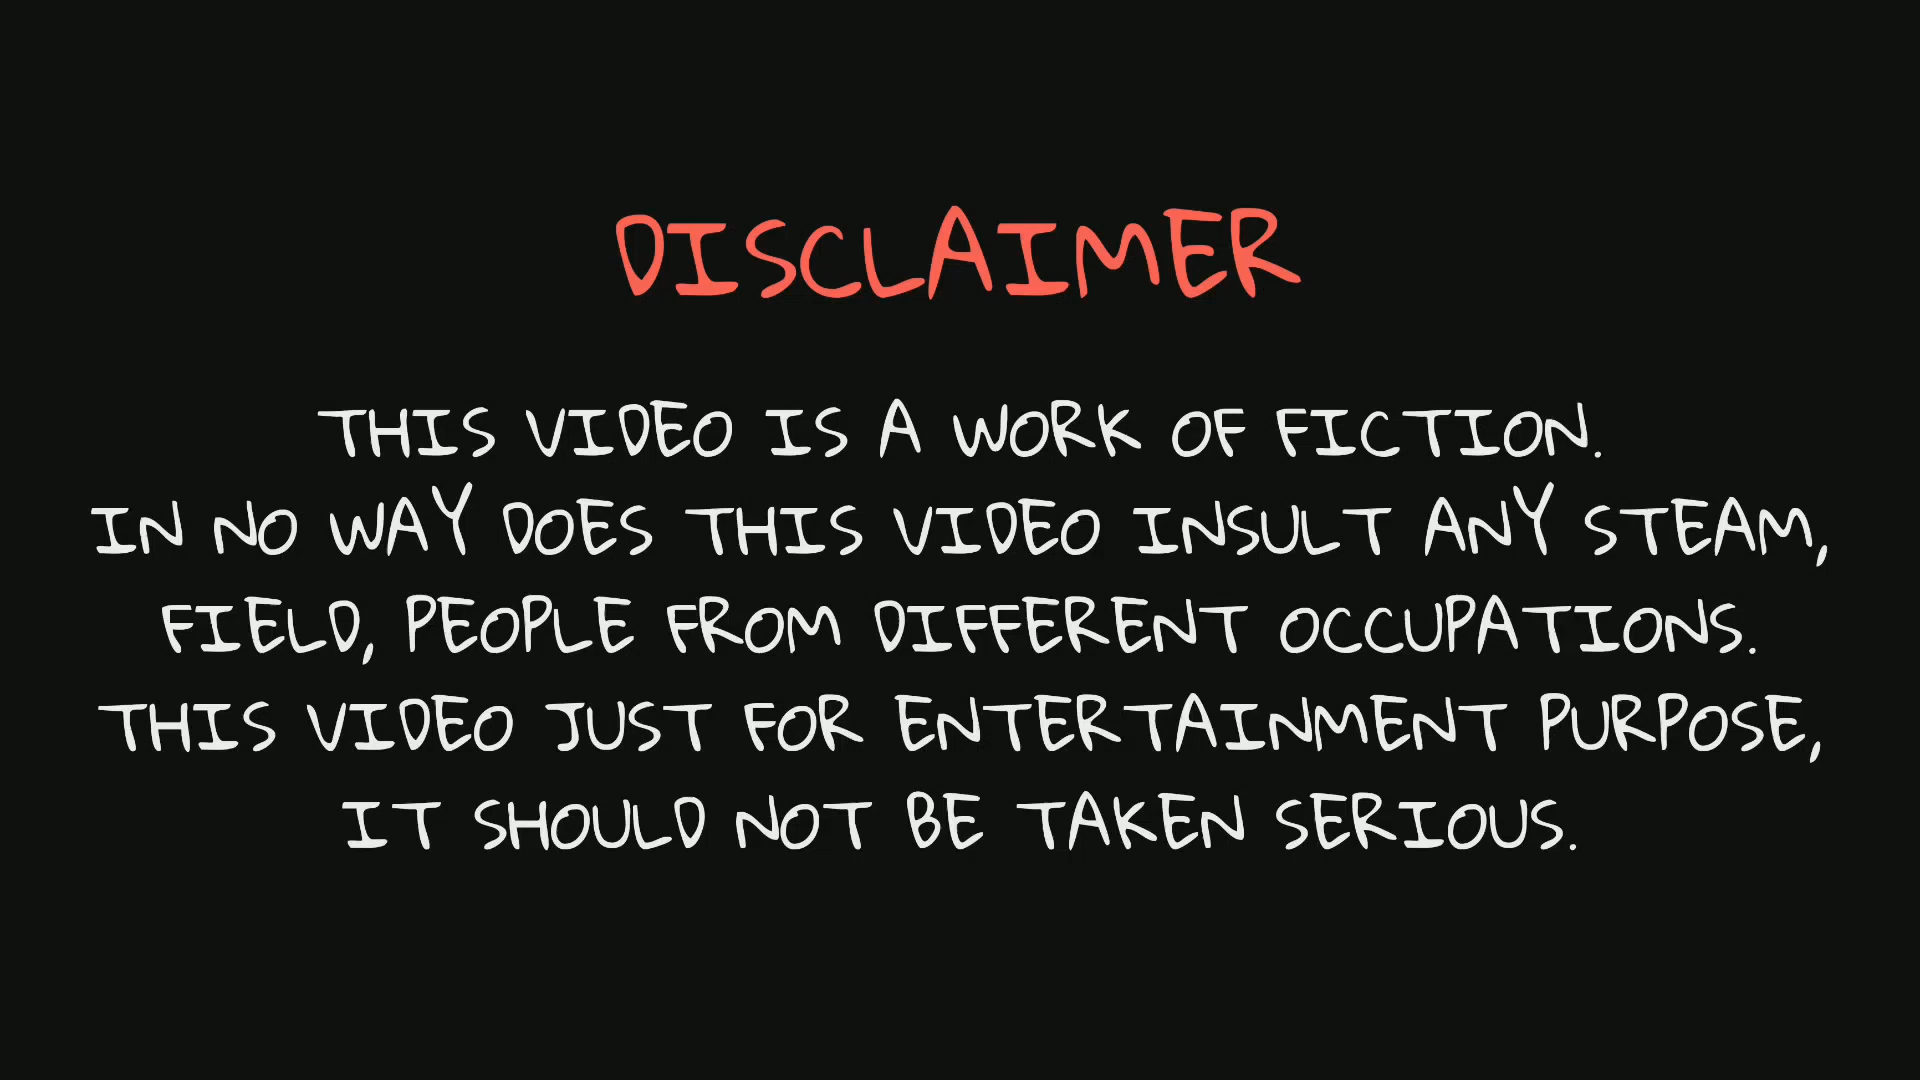 DISCLAIMER
THIS VIDEO IS A WORK OF FICTION.
IN NO WAY DOES THIS VIDEO INSULT ANY STEAM,
FIELD, PEOPLE FROM DIFFERENT OCCUPATIONS.
THIS VIDEO JUST FOR ENTERTAINMENT PURPOSE,
IT SHOULD NOT BE TAKEN SERIOUS.